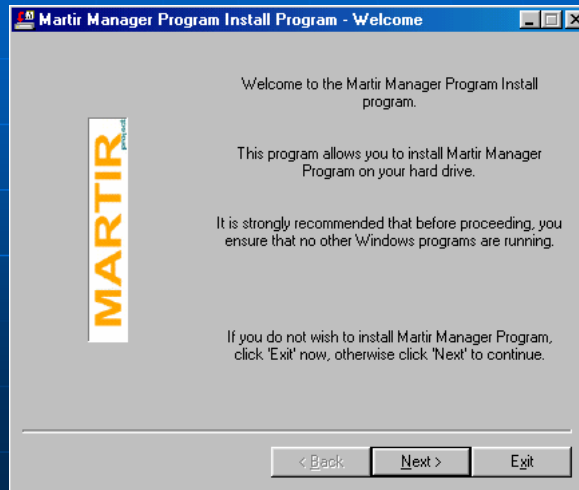 Martir Manager Program Install Program - Welcome
Welcome to the Martir Manager Program Install
program.
This program allows you to install Martir Manager
Program on your hard drive.
It is strongly recommended that before proceeding, you
ensure that no other Windows programs are running.
If you do not wish to install Martir Manager Program,
click 'Exit' now, otherwise click 'Next' to continue.
MARTIR
project
< Back
Next >
Exit